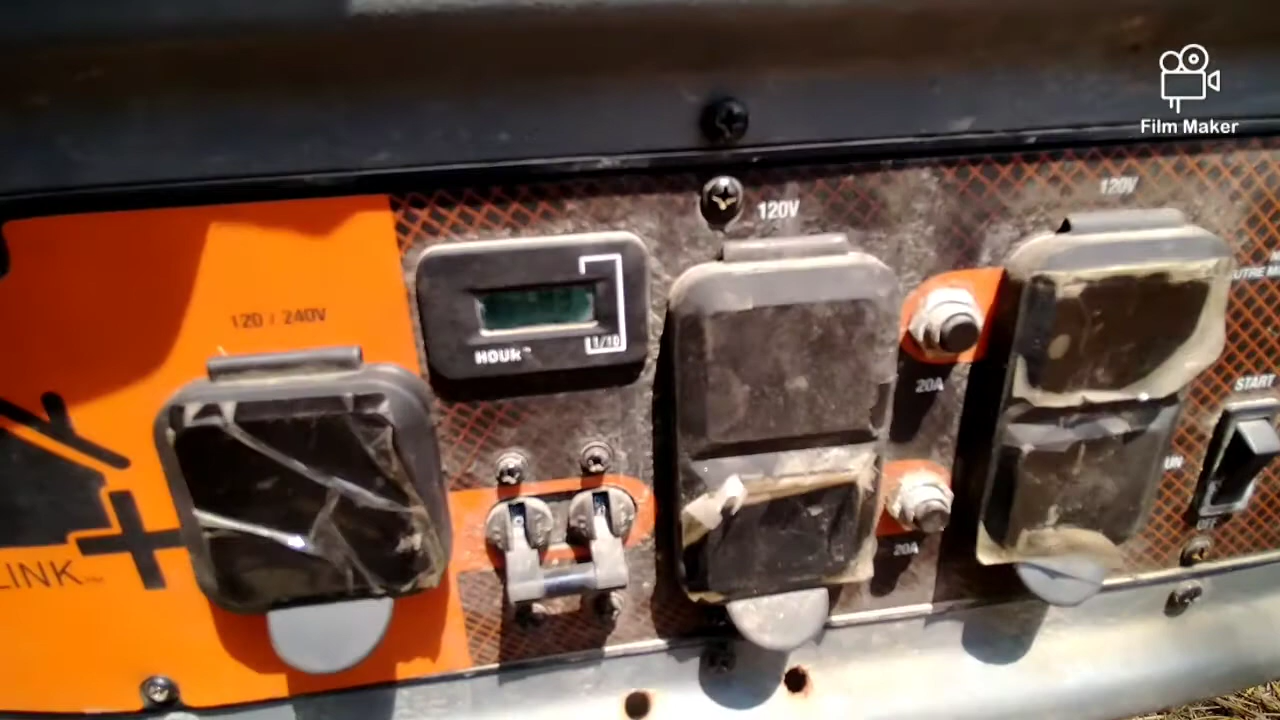 Film Maker
120V
120V
120 / 240V
HOUR
1/10
20A
START
20A
OFF
LINK